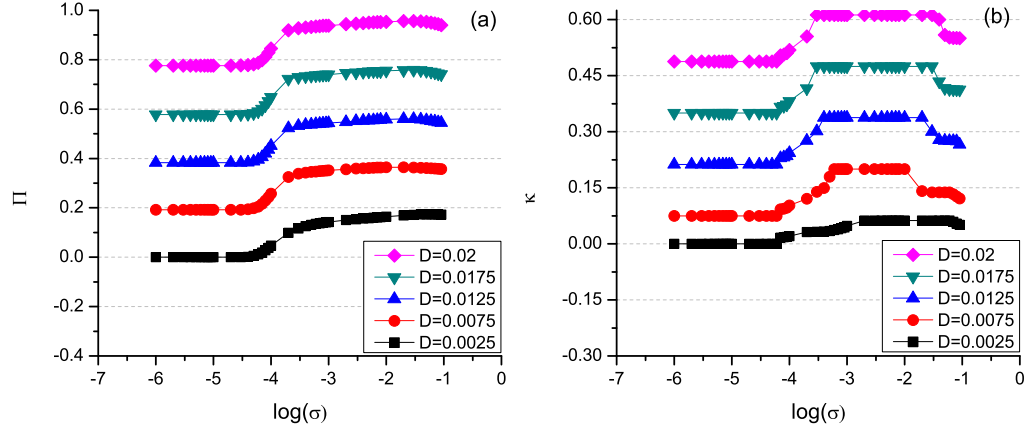 (a)
1.0
0.8
0.6
0.4
0.2
0.0
-0.2
-0.4
Π
-7 -6 -5 -4 -3 -2 -1 0
log(σ)
D=0.02
D=0.0175
D=0.0125
D=0.0075
D=0.0025
(b)
0.60
0.45
0.30
0.15
0.00
-0.15
-0.30
κ
-7 -6 -5 -4 -3 -2 -1 0
log(σ)
D=0.02
D=0.0175
D=0.0125
D=0.0075
D=0.0025